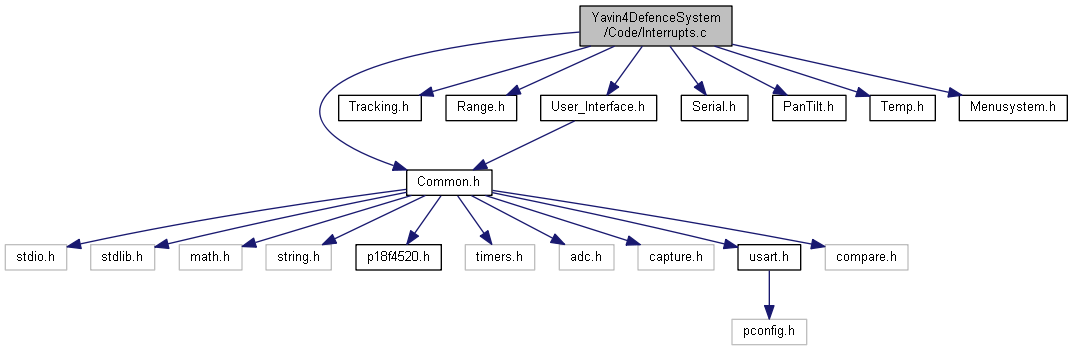 Yavin4DefenceSystem
/Code/Interrupts.c
Tracking.h
Range.h
User_Interface.h
Serial.h
PanTilt.h
Temp.h
Menusystem.h
Common.h
stdio.h
stdlib.h
math.h
string.h
p18f4520.h
timers.h
adc.h
capture.h
usart.h
compare.h
pconfig.h